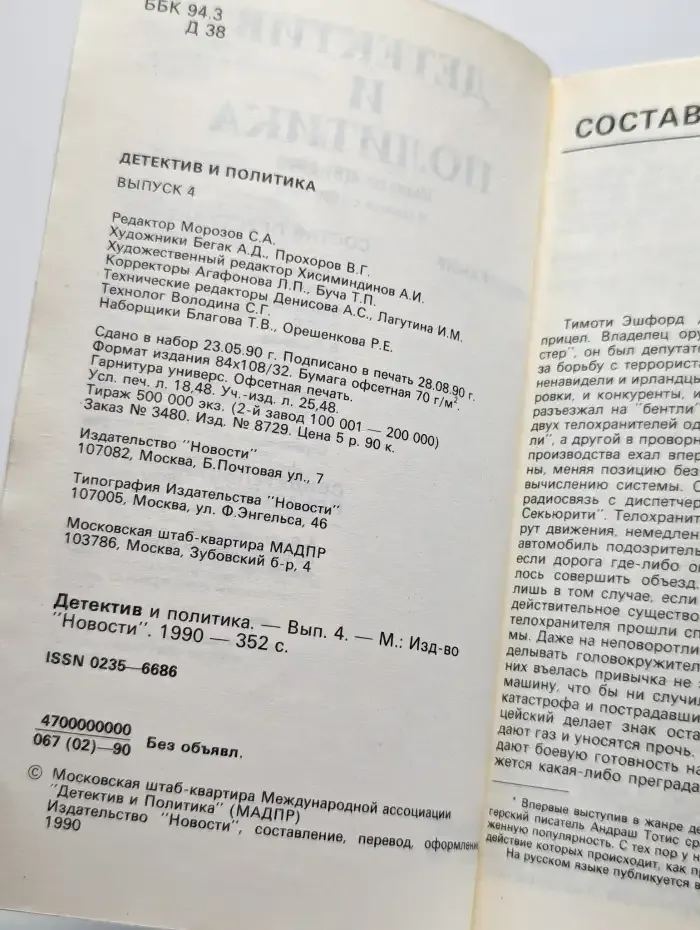 ББК 94.3
Д 38
ДЕТЕКТИВ И ПОЛИТИКА
ВЫПУСК 4
Редактор Морозов С.А.
Художники Бегак А.Д., Прохоров В.Г.
Художественный редактор Хисиминдинов А.И.
Корректоры Агафонова Л.П., Буча Т.П.
Технические редакторы Денисова А.С., Лагутина И.М.
Технолог Володина С.Г.
Наборщики Благова Т.В., Орешенкова Р.Е.
Сдано в набор 23.05.90 г. Подписано в печать 28.08.90 г.
Формат издания 84х108/32. Бумага офсетная 70 г/м².
Гарнитура универс. Офсетная печать.
Усл. печ. л. 18,48. Уч.-изд. л. 25,48.
Тираж 500 000 экз. (2-й завод 100 001 — 200 000)
Заказ № 3480. Изд. № 8729. Цена 5 р. 90 к.
Издательство "Новости"
107082, Москва, Б.Почтовая ул., 7
Типография Издательства "Новости"
107005, Москва, ул. Ф.Энгельса, 46
Московская штаб-квартира МАДПР
103786, Москва, Зубовский б-р, 4
Детектив и политика. — Вып. 4. — М.: Изд-во
"Новости". 1990 — 352 с.
ISSN 0235—6686
4700000000
067 (02)—90
Без объявл.
© Московская штаб-квартира Международной ассоциации
"Детектив и Политика" (МАДПР)
Издательство "Новости", составление, перевод, оформлени
1990
СОСТАВ
Тимоти Эшфорд
прицел. Владелец ору
стер", он был депутато
за борьбу с террориста
ненавидели и ирландцы
ровки, и конкуренты, и
разъезжал на "бентли"
двух телохранителей од
ли", а другой в проворн
производства ехал впер
ны, меняя позицию без
вычислению системы. С
радиосвязь с диспетчер
Секьюрити". Телохранит
рут движения, немедлен
автомобиль подозритель
если дорога где-либо о
лось совершить объезд.
лишь в том случае, если
действительное существо
телохранителя прошли сп
мы. Даже на неповоротли
делывать головокружител
них въелась привычка не
машину, что бы ни случил
катастрофа и пострадавши
цейский делает знак оста
дают газ и уносятся прочь.
дают боевую готовность на
жется какая-либо преграда
* Впервые выступив в жанре де
герский писатель Андраш Тотис ср
женную популярность. С тех пор у н
действие которых происходит, как п
На русском языке публикуется в